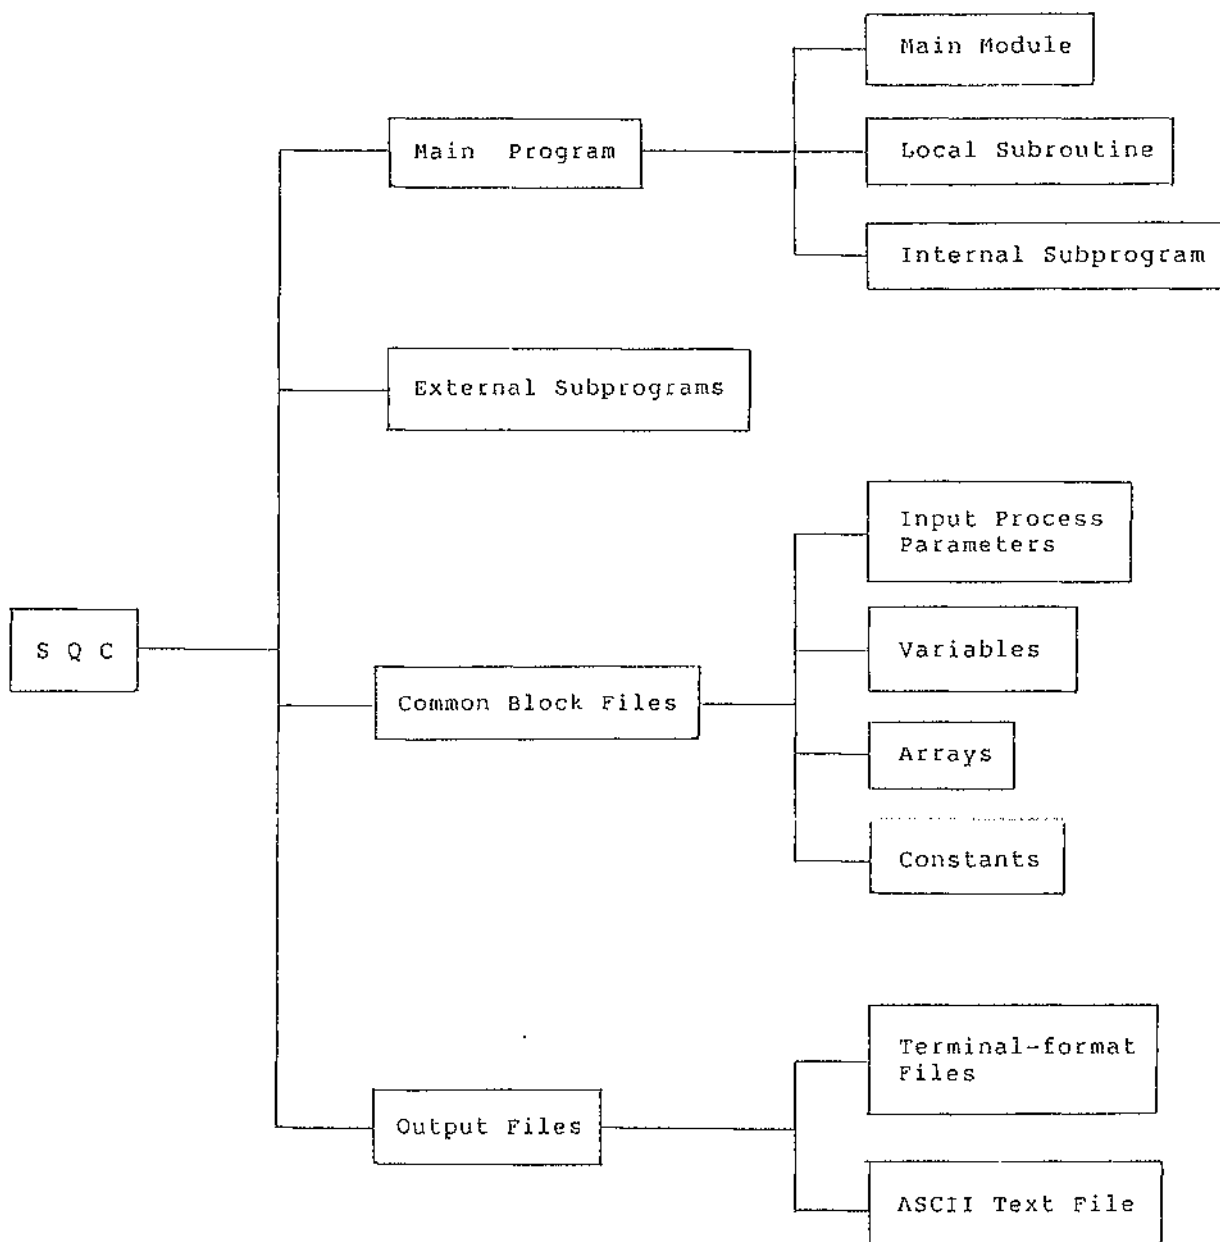 Main Module
Main Program
Local Subroutine
Internal Subprogram
External Subprograms
Input Process
Parameters
S Q C
Variables
Common Block Files
Arrays
Constants
Terminal-format
Files
Output Files
ASCII Text File